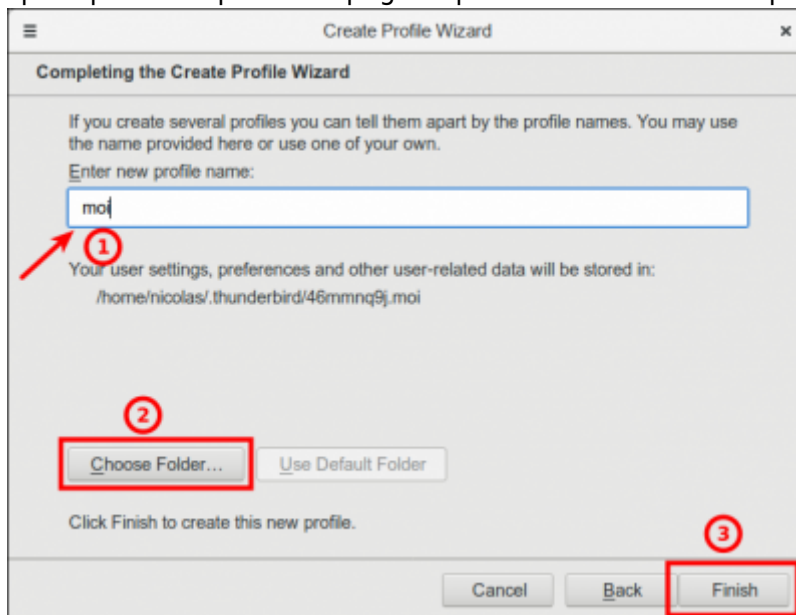 Create Profile Wizard
Completing the Create Profile Wizard
If you create several profiles you can tell them apart by the profile names. You may use
the name provided here or use one of your own.
Enter new profile name:
moi
1
Your user settings, preferences and other user-related data will be stored in:
/home/nicolas/.thunderbird/46mmnq9j.moi
2
Choose Folder...
Use Default Folder
Click Finish to create this new profile.
3
Cancel
Back
Finish